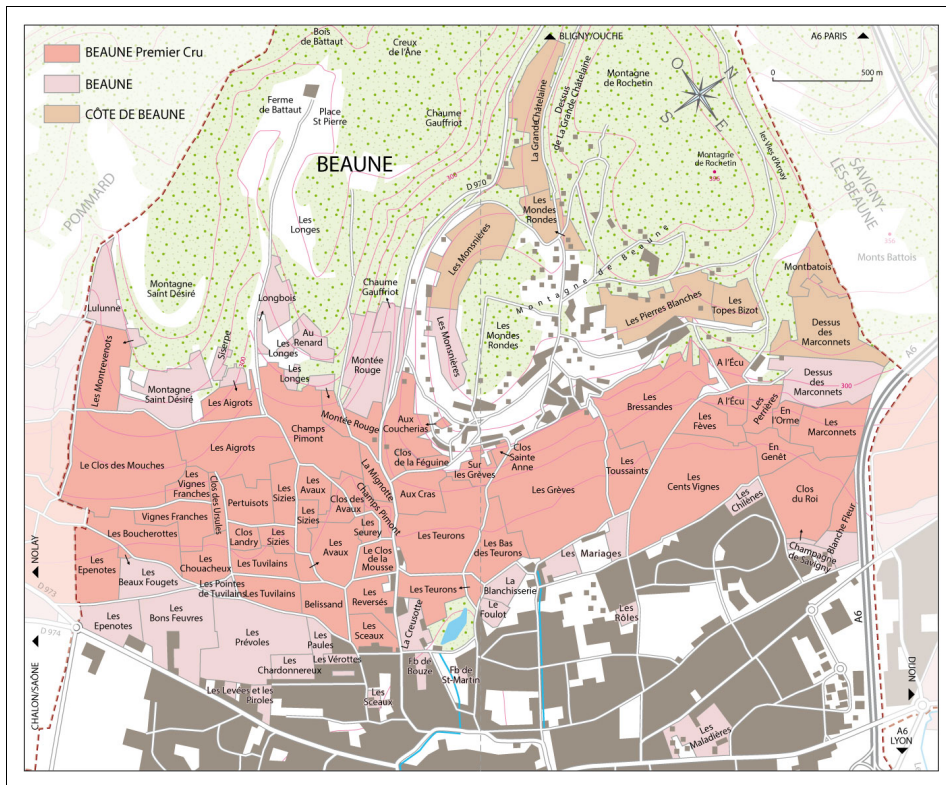 BEAUNE Premier Cru
BEAUNE
CÔTE DE BEAUNE
Bois
de Battaut
Creux
de l'Âne
BLIGNY/OUCHE
A6 PARIS
0
500 m
N
E
S
O
Ferme
de Battaut
Place
St Pierre
Chaume
Gauffriot
La Grande Châtelaine
Dessus
de La Grande Châtelaine
Montagne
de Rochetin
Montagne
de Rochetin
395
les Vies d'Arnay
BEAUNE
POMMARD
SAVIGNY-
LES-BEAUNE
300
D 970
Les
Mondes
Rondes
356
Monts Battois
Les
Longes
Les Monsnières
Montagne de Beaune
Montagne
Saint Désiré
Chaume
Gauffriot
Montbatois
Lulunne
Longbois
Les Pierres Blanches
Les
Topes Bizot
Les Monsnières
Les
Mondes
Rondes
Dessus
des
Marconnets
A6
Siserpe
300
Les
Longes
Au
Renard
Les Montrevenots
Montagne
Saint Désiré
Les
Longes
Montée
Rouge
A l'Écu
Dessus des
Marconnets
300
Les Aigrots
Les
Bressandes
A l'Écu
Les
Perrières
Montée Rouge
Aux
Coucherias
Champs
Pimont
Les
Fèves
En
l'Orme
Les
Marconnets
Les Aigrots
Clos
de la Féguine
Clos
Sainte
Anne
Sur
les Grèves
En
Genêt
Le Clos des Mouches
La Mignotte
Les
Toussaints
Les
Vignes
Franches
Clos des Ursules
Pertuisots
Les
Sizies
Les
Avaux
Champs Pimont
Aux Cras
Les Grèves
Les
Cents Vignes
Clos
du Roi
Clos des
Avaux
Les
Chilènes
Vignes Franches
Les
Sizies
Les
Seurey
Les Boucherottes
Clos
Landry
Les
Sizies
Les Teurons
Blanche Fleur
Les
Chouacheux
Les
Avaux
Les Bas
des Teurons
Les Mariages
Champagne
de Savigny
Les
Epenotes
Les
Beaux Fougets
Les Tuvilains
Le Clos
de la
Mousse
NOLAY
D 973
Les Pointes
de Tuvilains
Les Tuvilains
Belissand
Les
Reversés
Les Teurons
La
Blanchisserie
Le
Foulot
Les
Rôles
A6
Les
Epenotes
Les
Bons Feuvres
Les
Prévoles
Les
Paules
Les
Sceaux
La Creusotte
D 974
Les Vérottes
Les
Chardonnereux
Fb de
Bouze
Fb de
St-Martin
DIJON
CHALON/SAÔNE
Les Levées et les
Piroles
Les
Sceaux
Les
Maladières
A6
LYON